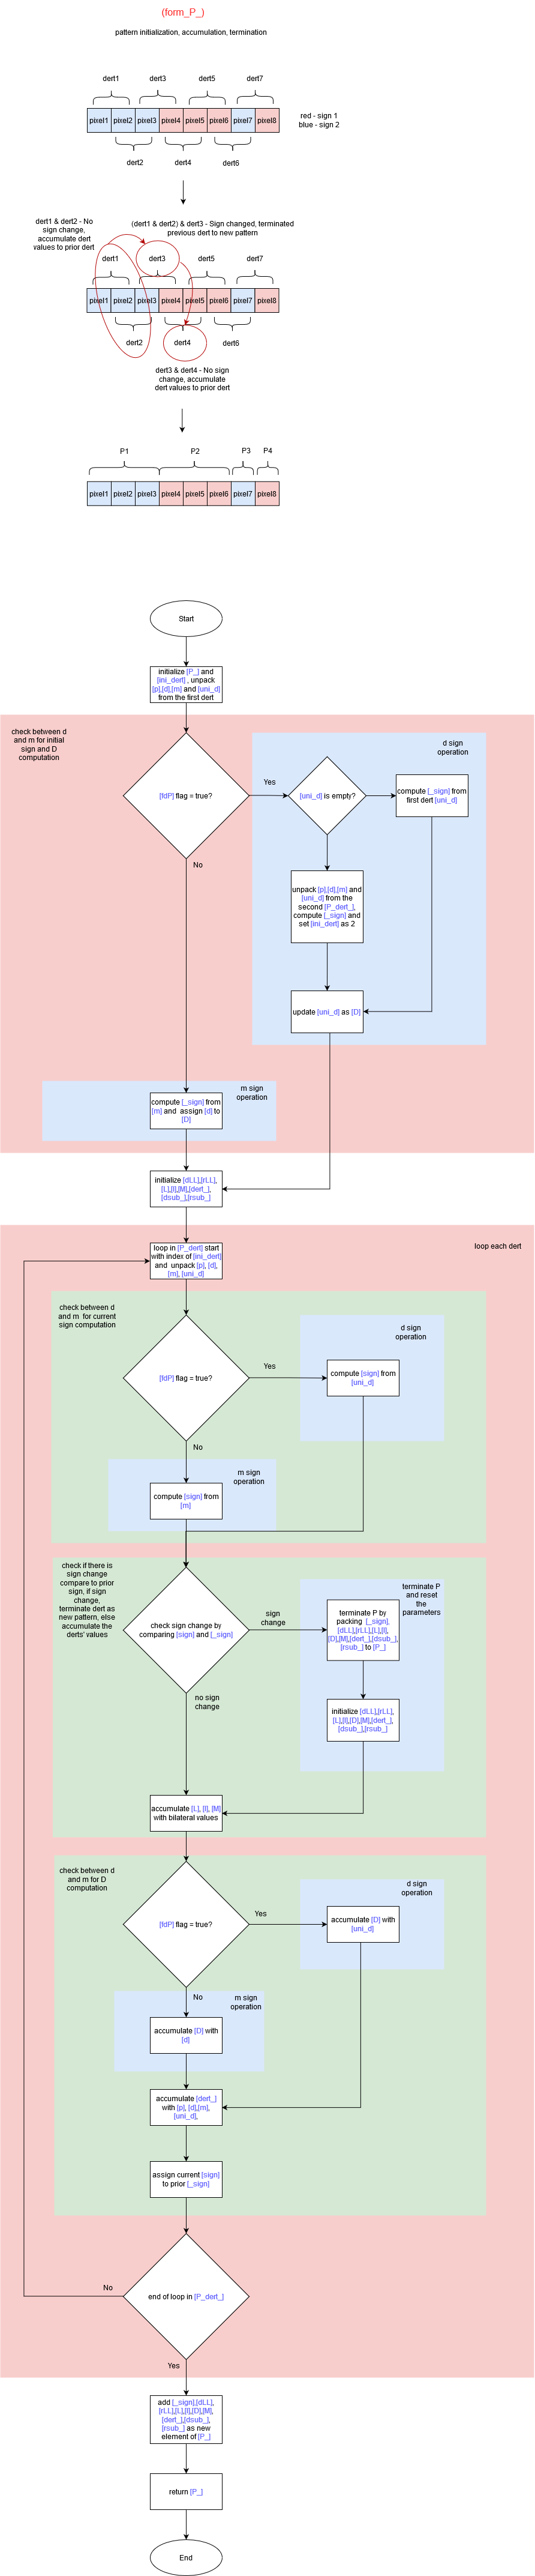 (form_P_)
pattern initialization, accumulation, termination
dert1
dert3
dert5
dert7
pixel1
pixel2
pixel3
pixel4
pixel5
pixel6
pixel7
pixel8
red - sign 1
blue - sign 2
dert2
dert4
dert6
dert1 & dert2 - No
sign change,
accumulate dert
values to prior dert
(dert1 & dert2) & dert3 - Sign changed, terminated
previous dert to new pattern
dert1
dert3
dert5
dert7
pixel1
pixel2
pixel3
pixel4
pixel5
pixel6
pixel7
pixel8
dert2
dert4
dert6
dert3 & dert4 - No sign
change, accumulate
dert values to prior dert
P1
P2
P3
P4
pixel1
pixel2
pixel3
pixel4
pixel5
pixel6
pixel7
pixel8
Start
initialize [P_] and
[ini_dert] , unpack
[p],[d],[m] and [uni_d]
from the first dert
check between d
and m for initial
sign and D
computation
d sign
operation
[fdP] flag = true?
Yes
[uni_d] is empty?
compute [_sign] from
first dert [uni_d]
No
unpack [p],[d],[m] and
[uni_d] from the
second [P_dert_],
compute [_sign] and
set [ini_dert] as 2
update [uni_d] as [D]
m sign
operation
compute [_sign] from
[m] and assign [d] to
[D]
initialize [dLL],[rLL],
[L],[I],[M],[dert_],
[dsub_],[rsub_]
loop each dert
loop in [P_dert] start
with index of [ini_dert]
and unpack [p], [d],
[m], [uni_d]
check between d
and m for current
sign computation
d sign
operation
[fdP] flag = true?
Yes
compute [sign] from
[uni_d]
No
m sign
operation
compute [sign] from
[m]
check if there is
sign change
compare to prior
sign, if sign
change,
terminate dert as
new pattern, else
accumulate the
derts' values
terminate P
and reset
the
parameters
check sign change by
comparing [sign] and [_sign]
sign
change
terminate P by
packing [_sign],
[dLL],[rLL],[L],[I],
[D],[M],[dert_],[dsub_],
[rsub_] to [P_]
no sign
change
initialize [dLL],[rLL],
[L],[I],[D],[M],[dert_],
[dsub_],[rsub_]
accumulate [L], [I], [M]
with bilateral values
check between d
and m for D
computation
d sign
operation
[fdP] flag = true?
Yes
accumulate [D] with
[uni_d]
No
m sign
operation
accumulate [D] with
[d]
accumulate [dert_]
with [p], [d],[m],
[uni_d],
assign current [sign]
to prior [_sign]
No
end of loop in [P_dert_]
Yes
add [_sign],[dLL],
[rLL],[L],[I],[D],[M],
[dert_],[dsub_],
[rsub_] as new
element of [P_]
return [P_]
End